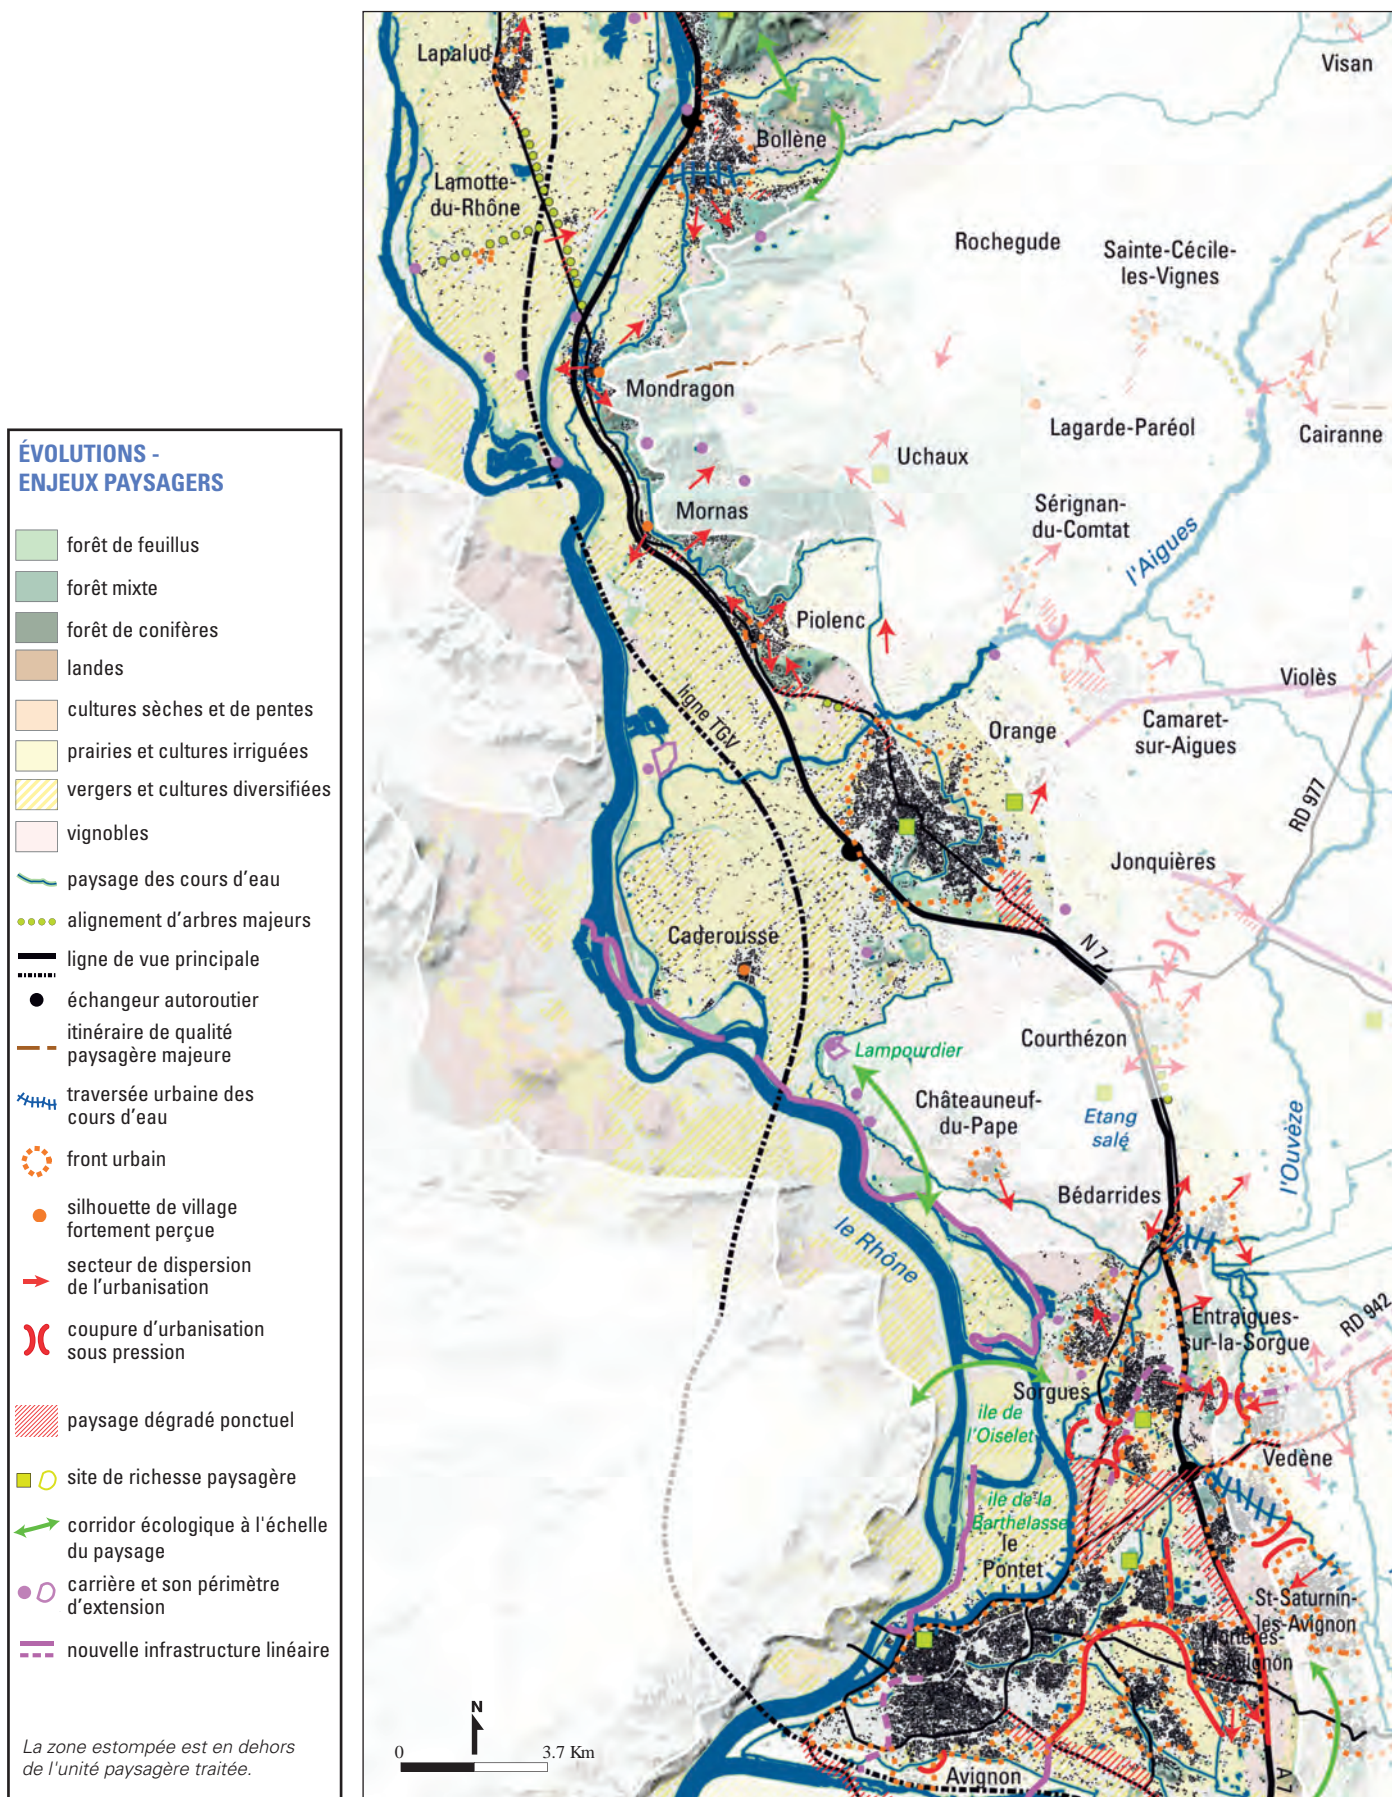 ÉVOLUTIONS -
ENJEUX PAYSAGERS
forêt de feuillus
forêt mixte
forêt de conifères
landes
cultures sèches et de pentes
prairies et cultures irriguées
vergers et cultures diversifiées
vignobles
paysage des cours d'eau
alignement d'arbres majeurs
ligne de vue principale
échangeur autoroutier
itinéraire de qualité
paysagère majeure
traversée urbaine des
cours d'eau
front urbain
silhouette de village
fortement perçue
secteur de dispersion
de l'urbanisation
coupure d'urbanisation
sous pression
paysage dégradé ponctuel
site de richesse paysagère
corridor écologique à l'échelle
du paysage
carrière et son périmètre
d'extension
nouvelle infrastructure linéaire
La zone estompée est en dehors
de l'unité paysagère traitée.
Lapalud
Visan
Bollène
Lamotte-
du-Rhône
Rochegude
Sainte-Cécile-
les-Vignes
Mondragon
Lagarde-Paréol
Cairanne
Uchaux
Mornas
Sérignan-
du-Comtat
l'Aigues
Piolenc
Violès
ligne TGV
Orange
Camaret-
sur-Aigues
RD 977
Jonquières
Caderousse
N 7
Courthézon
Lampourdier
Châteauneuf-
du-Pape
Etang
salé
l'Ouvèze
Bédarrides
le Rhône
RD 942
Entraigues-
sur-la-Sorgue
Sorgues
ile de
l'Oiselet
Vedène
ile de la
Barthelasse
le
Pontet
St-Saturnin-
les-Avignon
Morières-
les-Avignon
N
0 3.7 Km
Avignon
A7